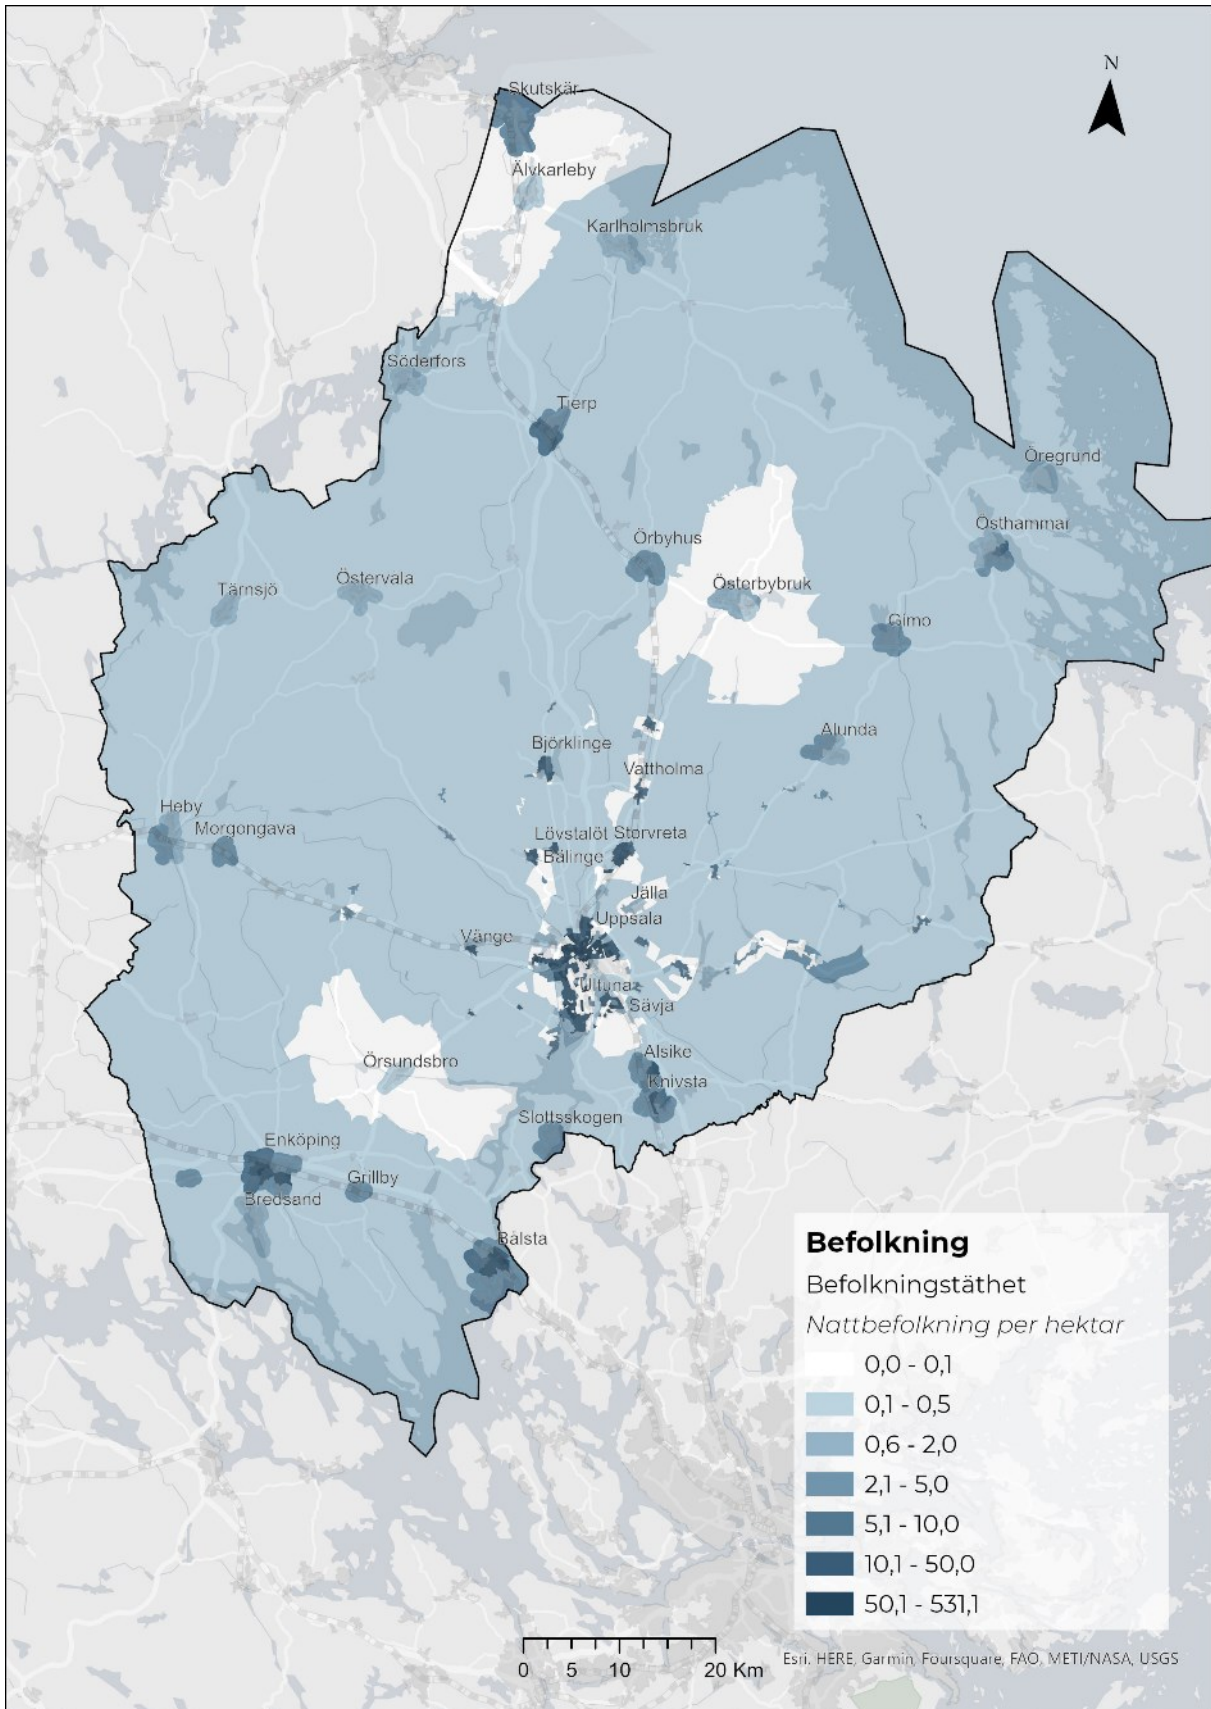 N
Skutskär
Älvkarleby
Karlholmsbruk
Söderfors
Tierp
Öregrund
Östhammar
Örbyhus
Österbybruk
Tärnsjö
Östervala
Gimo
Alunda
Björklinge
Vattholma
Heby
Morgongava
Lövstalöt
Storvreta
Bälinge
Jälla
Uppsala
Vänge
Ultuna
Sävja
Örsundsbro
Alsike
Knivsta
Slottsskogen
Enköping
Grillby
Bredsand
Bålsta
Befolkning
Befolkningstäthet
Nattbefolkning per hektar
0,0 - 0,1
0,1 - 0,5
0,6 - 2,0
2,1 - 5,0
5,1 - 10,0
10,1 - 50,0
50,1 - 531,1
0 5 10 20 Km
Esri, HERE, Garmin, Foursquare, FAO, METI/NASA, USGS